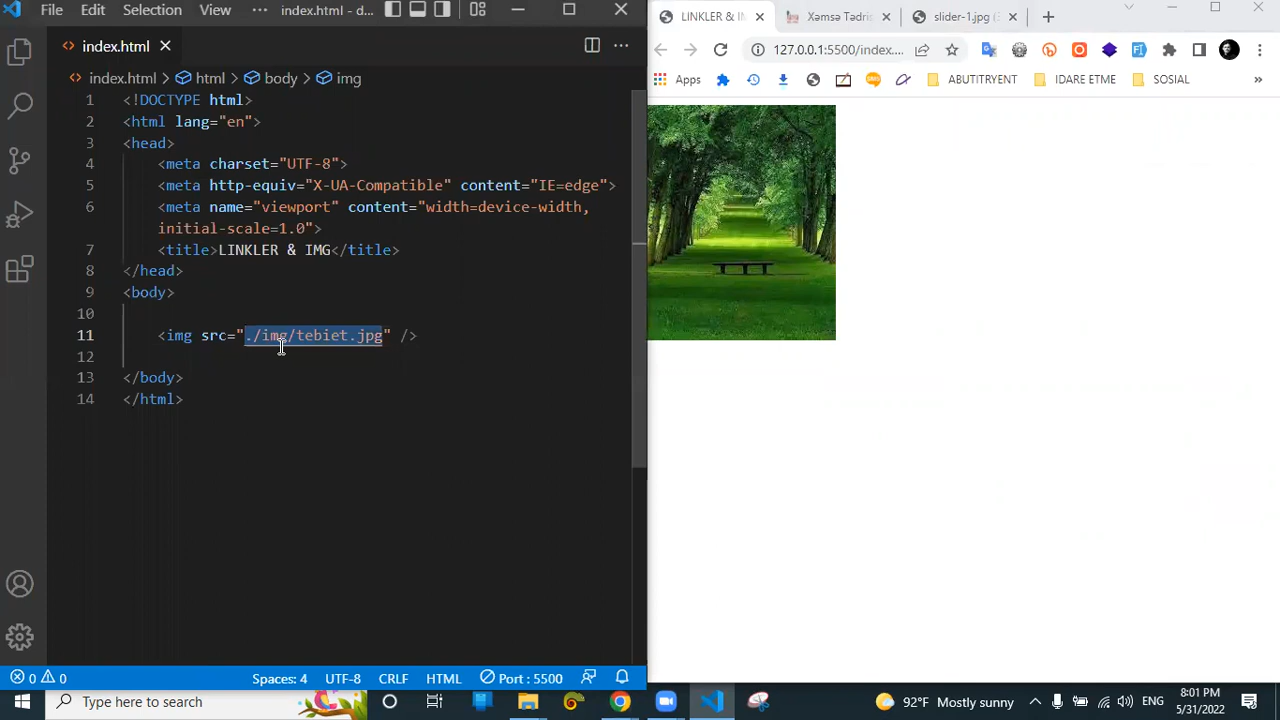 File Edit Selection View ··· index.html - d...
index.html
index.html > html > body > img
1 <!DOCTYPE html>
2 <html lang="en">
3 <head>
4 <meta charset="UTF-8">
5 <meta http-equiv="X-UA-Compatible" content="IE=edge">
6 <meta name="viewport" content="width=device-width,
initial-scale=1.0">
7 <title>LINKLER & IMG</title>
8 </head>
9 <body>
10
11 <img src="./img/tebiet.jpg" />
12
13 </body>
14 </html>
0 0 Spaces: 4 UTF-8 CRLF HTML Port : 5500
LINKLER & IM
Xəmsə Tədris
slider-1.jpg (
127.0.0.1:5500/index....
Apps SMS ABUTITRYENT IDARE ETME SOSIAL »
Type here to search
92°F Mostly sunny ENG
8:01 PM
5/31/2022